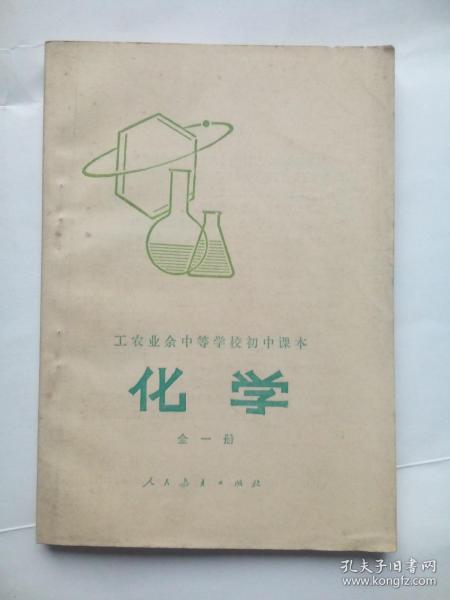 工农业余中等学校初中课本
化学
全一册
人民教育出版社
孔夫子旧书网
www.kongfz.com